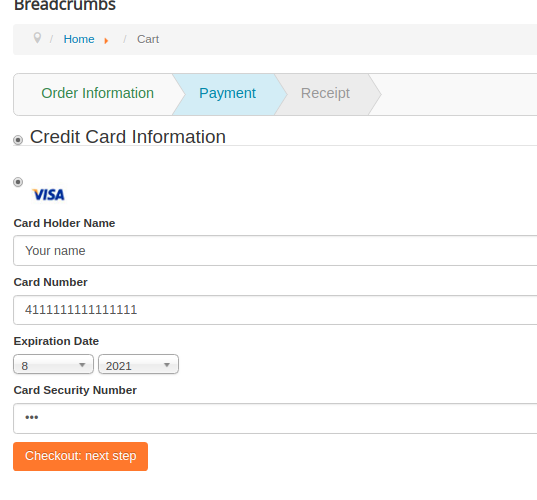 Breadcrumbs
/ Home / Cart
Order Information Payment Receipt
Credit Card Information
VISA
Card Holder Name
Your name
Card Number
4111111111111111
Expiration Date
8 2021
Card Security Number
•••
Checkout: next step